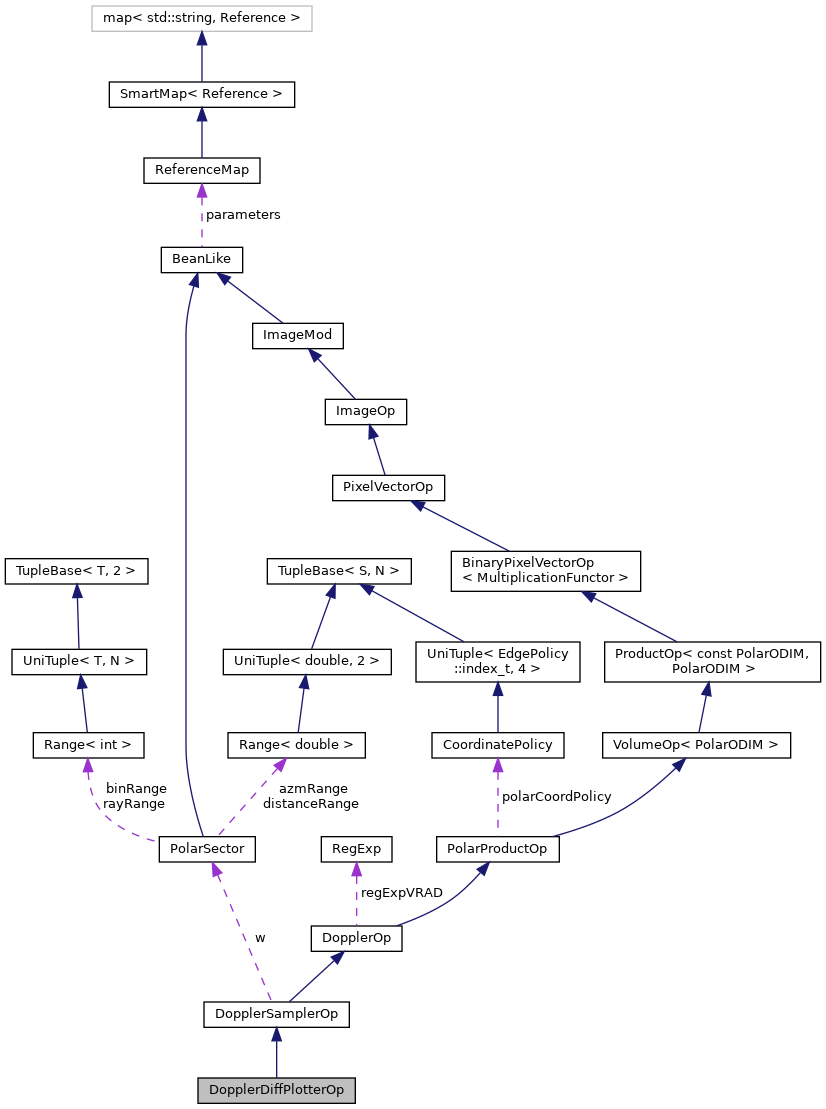 map< std::string, Reference >
SmartMap< Reference >
ReferenceMap
parameters
BeanLike
ImageMod
ImageOp
PixelVectorOp
BinaryPixelVectorOp
< MultiplicationFunctor >
TupleBase< T, 2 >
TupleBase< S, N >
UniTuple< T, N >
UniTuple< double, 2 >
UniTuple< EdgePolicy
::index_t, 4 >
ProductOp< const PolarODIM,
PolarODIM >
Range< int >
Range< double >
CoordinatePolicy
VolumeOp< PolarODIM >
binRange
rayRange
azmRange
distanceRange
polarCoordPolicy
PolarSector
RegExp
PolarProductOp
regExpVRAD
w
DopplerOp
DopplerSamplerOp
DopplerDiffPlotterOp